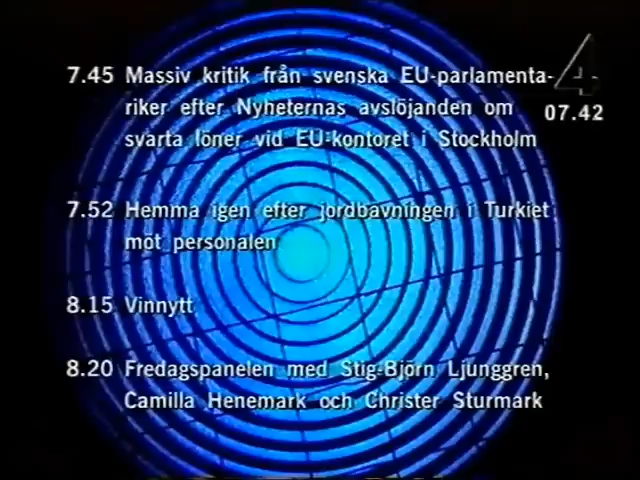 4
7.45 Massiv kritik från svenska EU-parlamenta-
riker efter Nyheternas avslöjanden om
07.42
svarta löner vid EU-kontoret i Stockholm
7.52 Hemma igen efter jordbävningen i Turkiet
mot personalen
8.15 Vinnytt
8.20 Fredagspanelen med Stig-Björn Ljunggren,
Camilla Henemark och Christer Sturmark